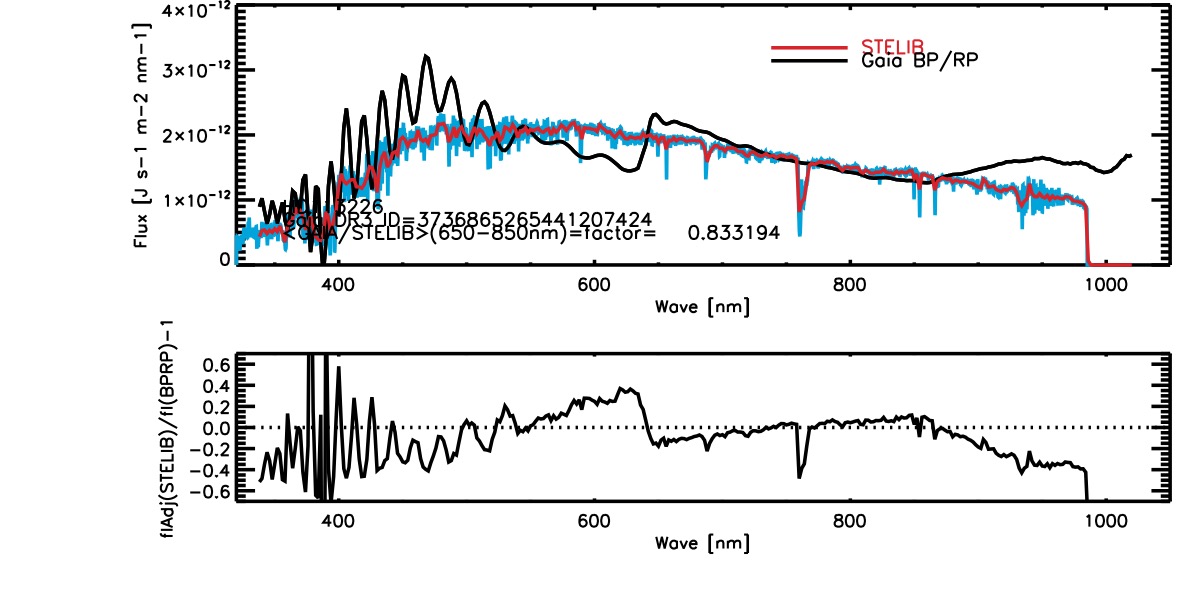 4×10−12
3×10−12
2×10−12
1×10−12
0
Flux [J s−1 m−2 nm−1]
STELIB
Gaia BP/RP
3226
Gaia DR3 ID=3736865265441207424
<GAIA/STELIB>(650−850nm)=factor= 0.833194
400 600 800 1000
Wave [nm]
flAdj(STELIB)/fl(BPRP)−1
0.6
0.4
0.2
0.0
−0.2
−0.4
−0.6
400 600 800 1000
Wave [nm]